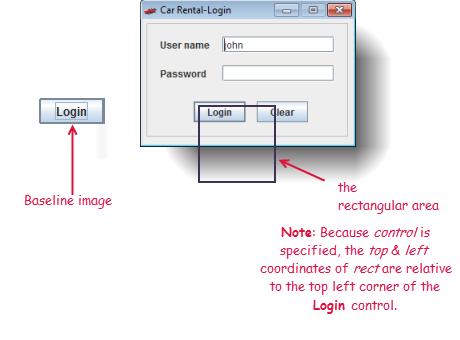 Car Rental-Login
User name
john
Password
Login
Clear
Login
Baseline image
the
rectangular area
Note: Because control is
specified, the top & left
coordinates of rect are relative
to the top left corner of the
Login control.